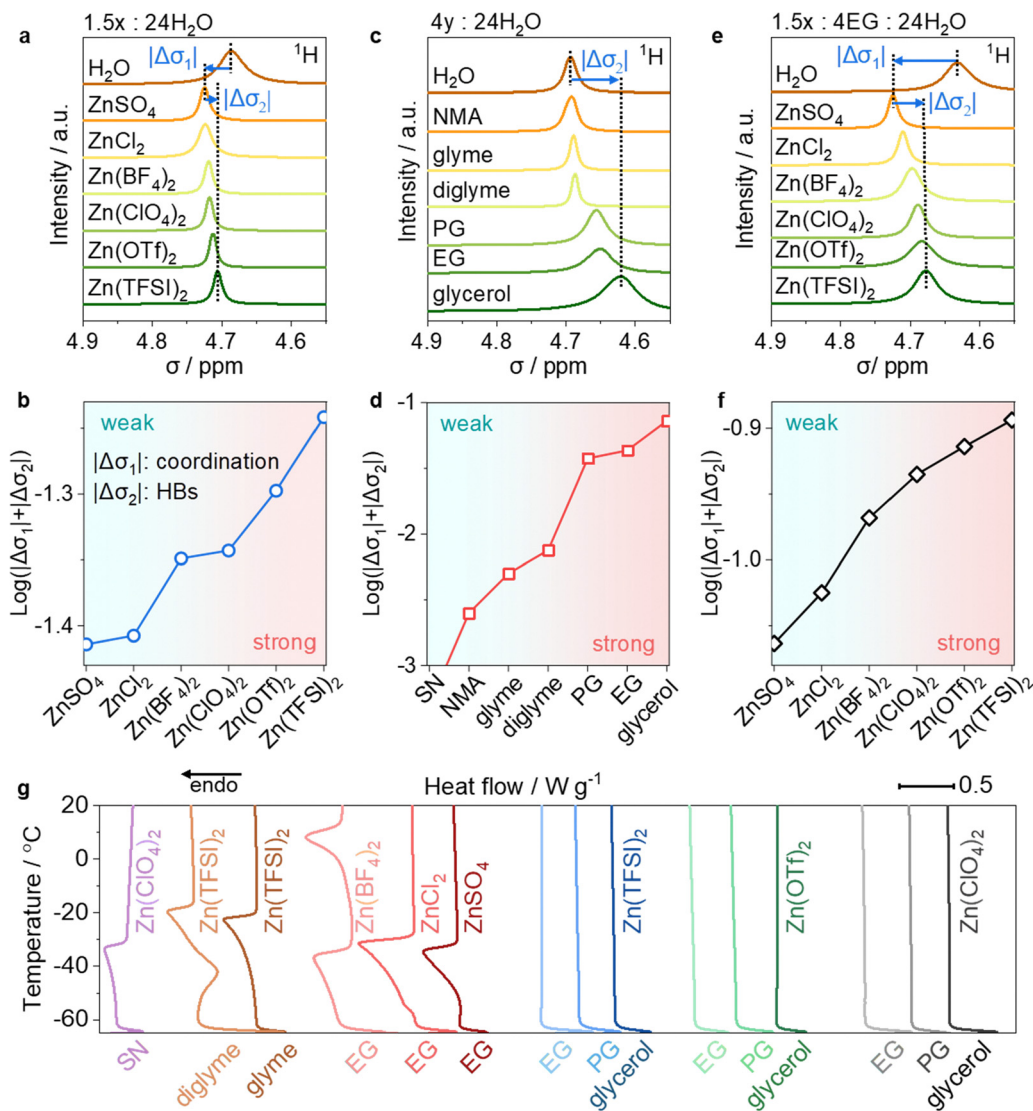 a 1.5x : 24H₂O
|Δσ₁|
¹H
H₂O
|Δσ₂|
ZnSO₄
ZnCl₂
Zn(BF₄)₂
Zn(ClO₄)₂
Zn(OTf)₂
Zn(TFSI)₂
Intensity / a.u.
4.9 4.8 4.7 4.6
σ / ppm
c 4y : 24H₂O
¹H
|Δσ₂|
H₂O
NMA
glyme
diglyme
PG
EG
glycerol
Intensity / a.u.
4.9 4.8 4.7 4.6
σ / ppm
e 1.5x : 4EG : 24H₂O
|Δσ₁|
¹H
H₂O
|Δσ₂|
ZnSO₄
ZnCl₂
Zn(BF₄)₂
Zn(ClO₄)₂
Zn(OTf)₂
Zn(TFSI)₂
Intensity / a.u.
4.9 4.8 4.7 4.6
σ/ ppm
b
weak
|Δσ₁|: coordination
|Δσ₂|: HBs
strong
Log(|Δσ₁|+|Δσ₂|)
-1.3
-1.4
ZnSO₄
ZnCl₂
Zn(BF₄)₂
Zn(ClO₄)₂
Zn(OTf)₂
Zn(TFSI)₂
d
weak
strong
Log(|Δσ₁|+|Δσ₂|)
-1
-2
-3
SN
NMA
glyme
diglyme
PG
EG
glycerol
f
weak
strong
Log(|Δσ₁|+|Δσ₂|)
-0.9
-1.0
ZnSO₄
ZnCl₂
Zn(BF₄)₂
Zn(ClO₄)₂
Zn(OTf)₂
Zn(TFSI)₂
g
endo
Heat flow / W g⁻¹
0.5
Temperature / °C
20
0
-20
-40
-60
Zn(ClO₄)₂
Zn(TFSI)₂
Zn(TFSI)₂
Zn(BF₄)₂
ZnCl₂
ZnSO₄
Zn(TFSI)₂
Zn(OTf)₂
Zn(ClO₄)₂
SN
diglyme
glyme
EG
EG
EG
EG
PG
glycerol
EG
PG
glycerol
EG
PG
glycerol